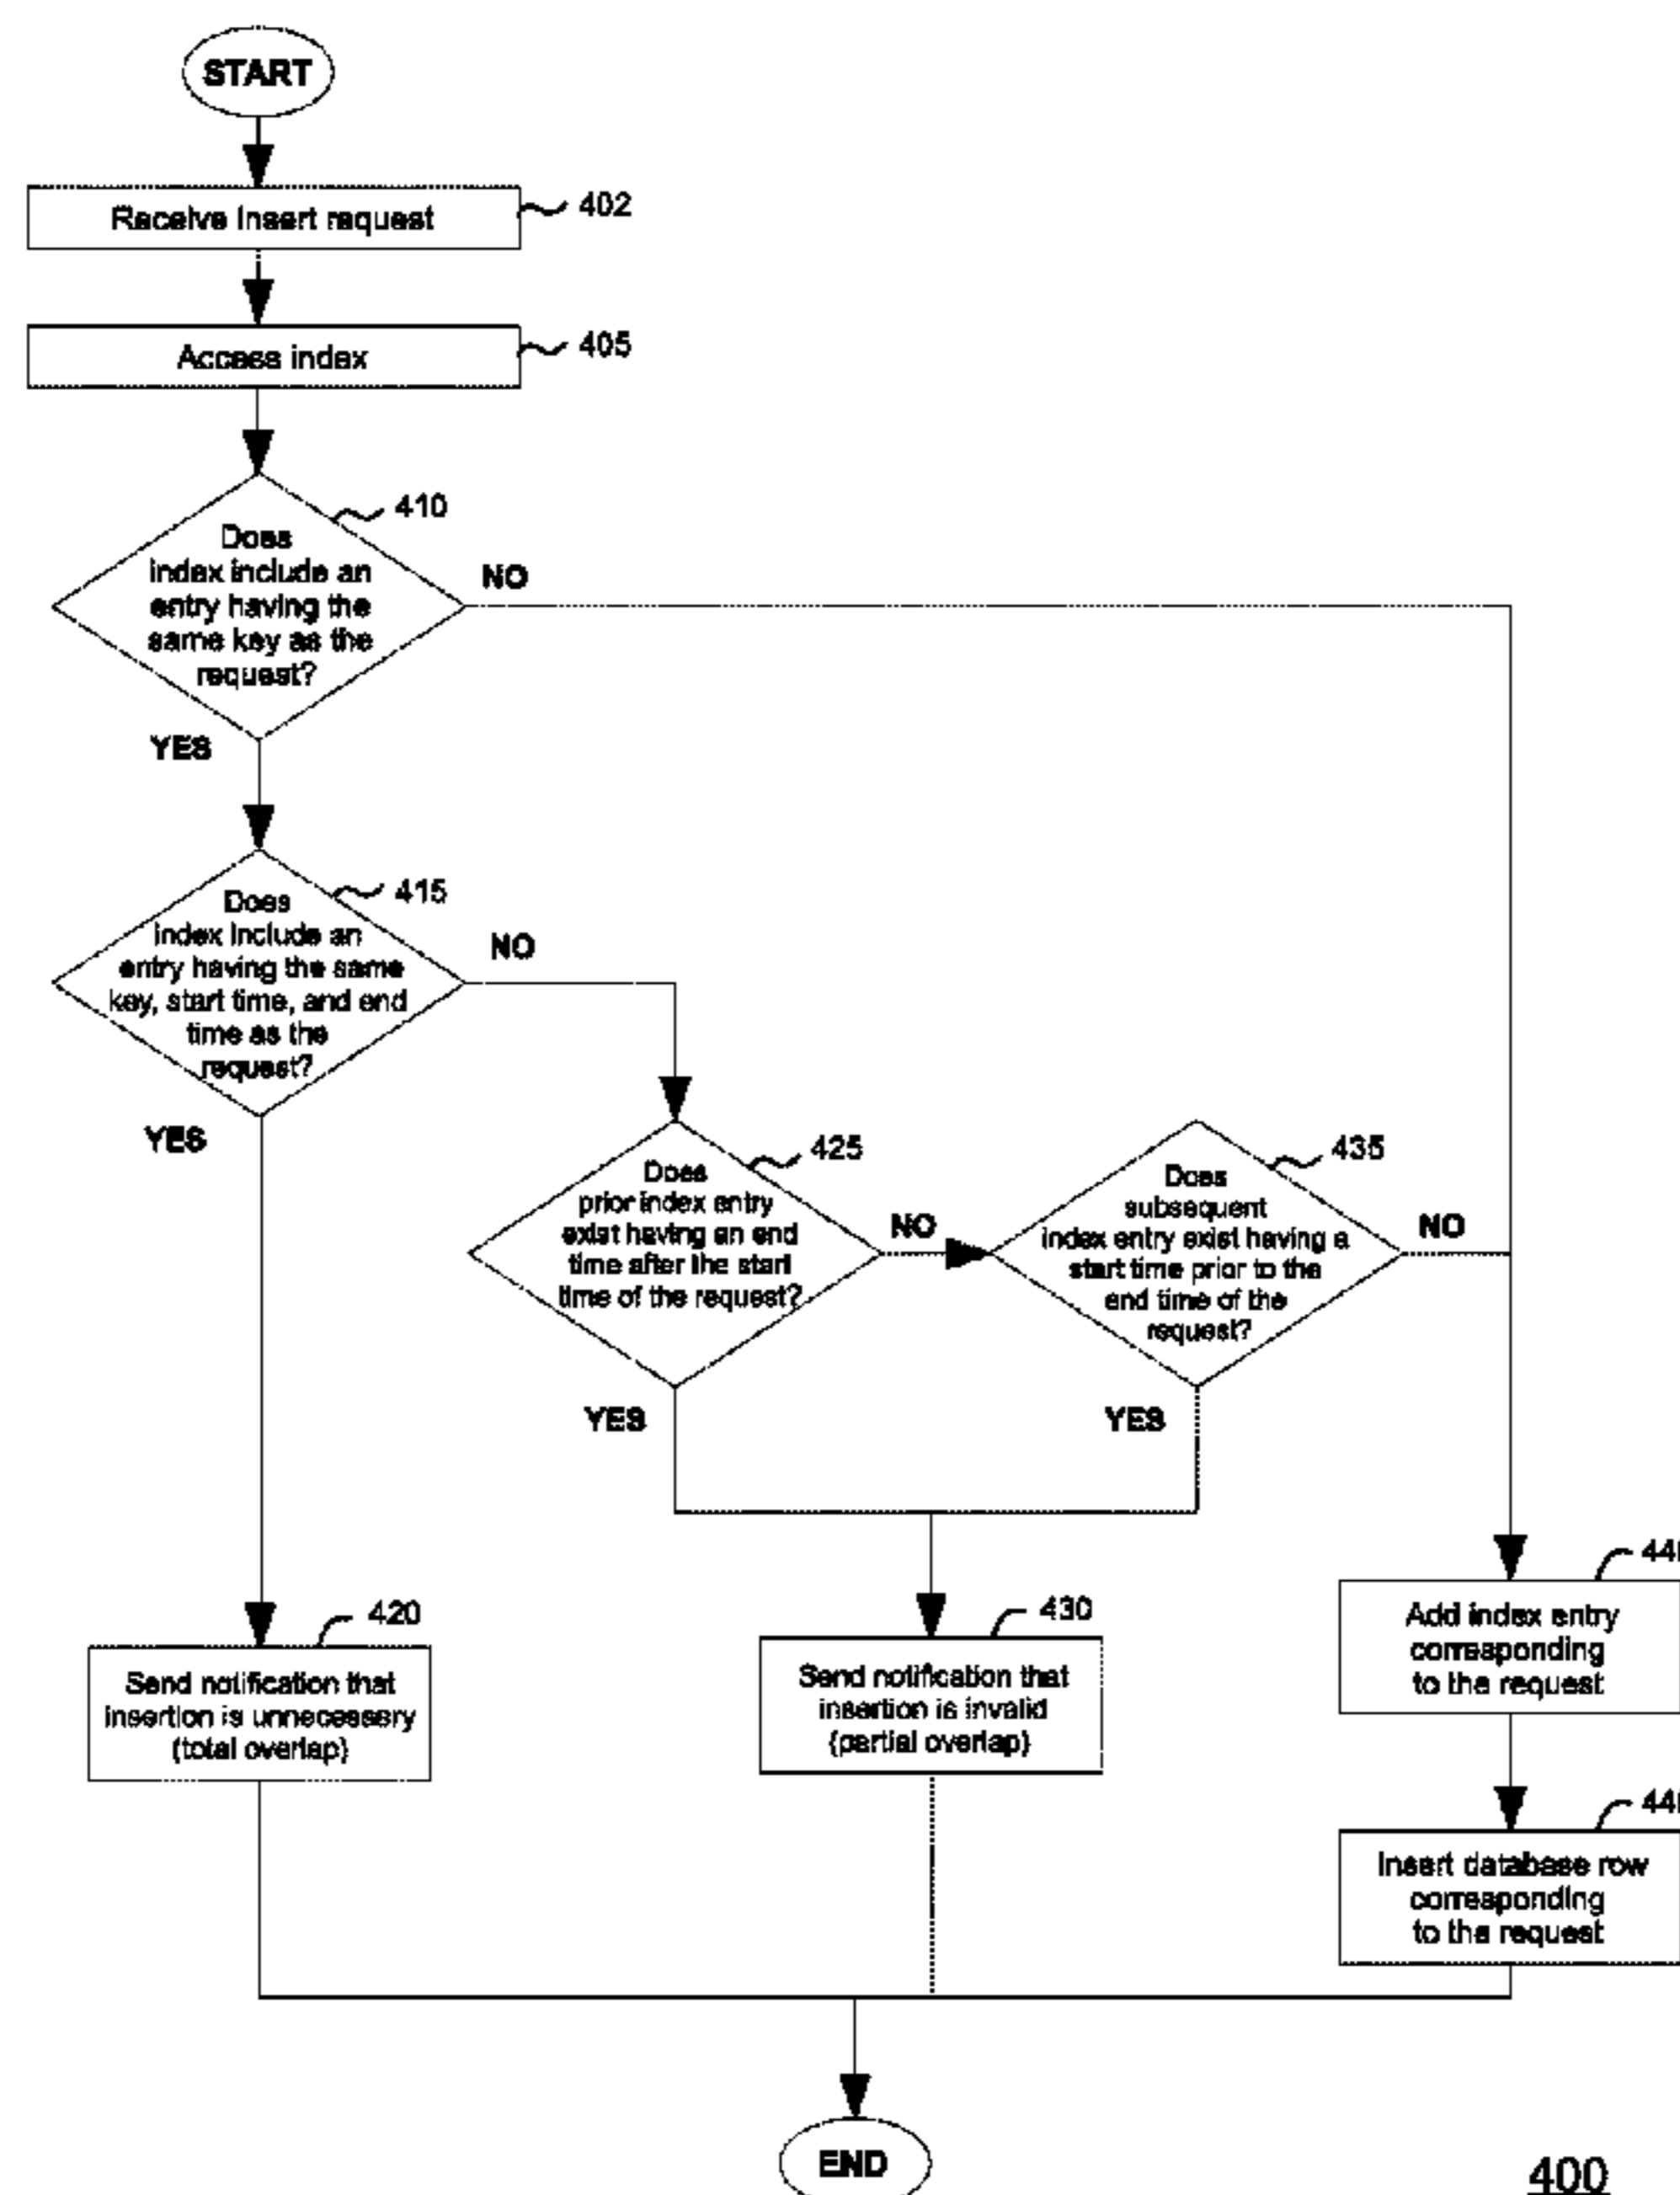 START
Receive insert request
402
Access index
405
410
Does
index include an
entry having the
same key as the
request?
NO
YES
415
Does
index include an
entry having the same
key, start time, and end
time as the
request?
NO
YES
425
Does
prior index entry
exist having an end
time after the start
time of the request?
NO
YES
435
Does
subsequent
index entry exist having a
start time prior to the
end time of the
request?
NO
YES
420
Send notification that
insertion is unnecessary
(total overlap)
430
Send notification that
insertion is invalid
(partial overlap)
Add index entry
corresponding
to the request
Insert database row
corresponding
to the request
END
400